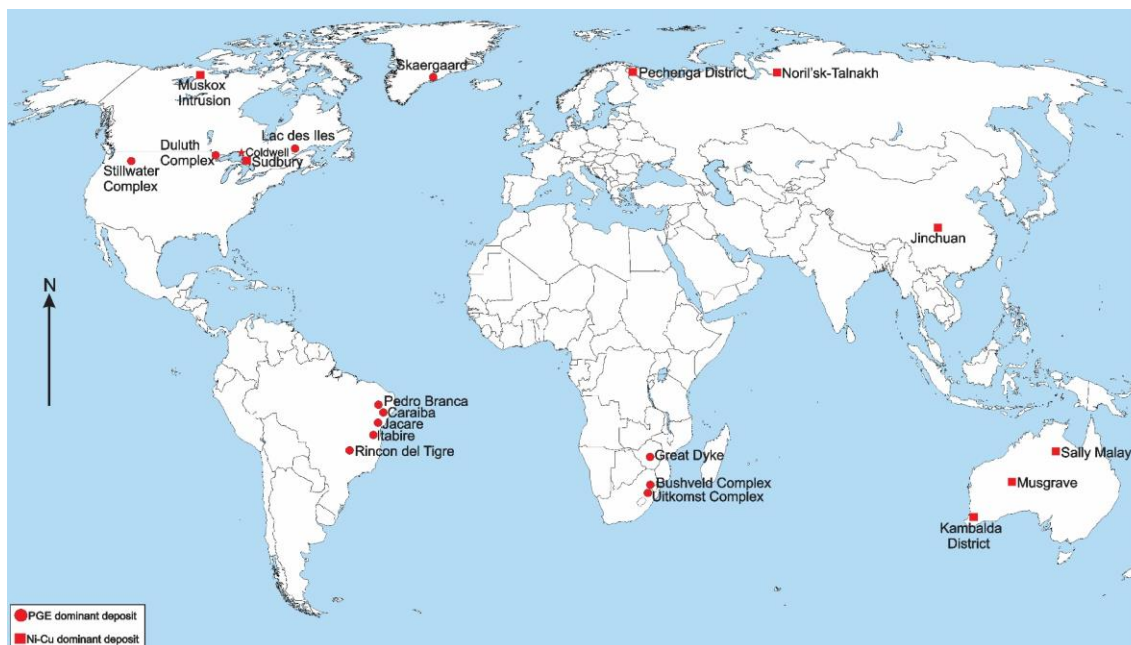 Skaergaard
Muskox
Intrusion
Pechenga District
Noril'sk-Talnakh
Lac des Iles
Duluth
Complex
Coldwell
Sudbury
Stillwater
Complex
Jinchuan
N
Pedro Branca
Caraiba
Jacare
Itabire
Rincon del Tigre
Great Dyke
Bushveld Complex
Uitkomst Complex
Sally Malay
Musgrave
Kambalda
District
PGE dominant deposit
Ni-Cu dominant deposit